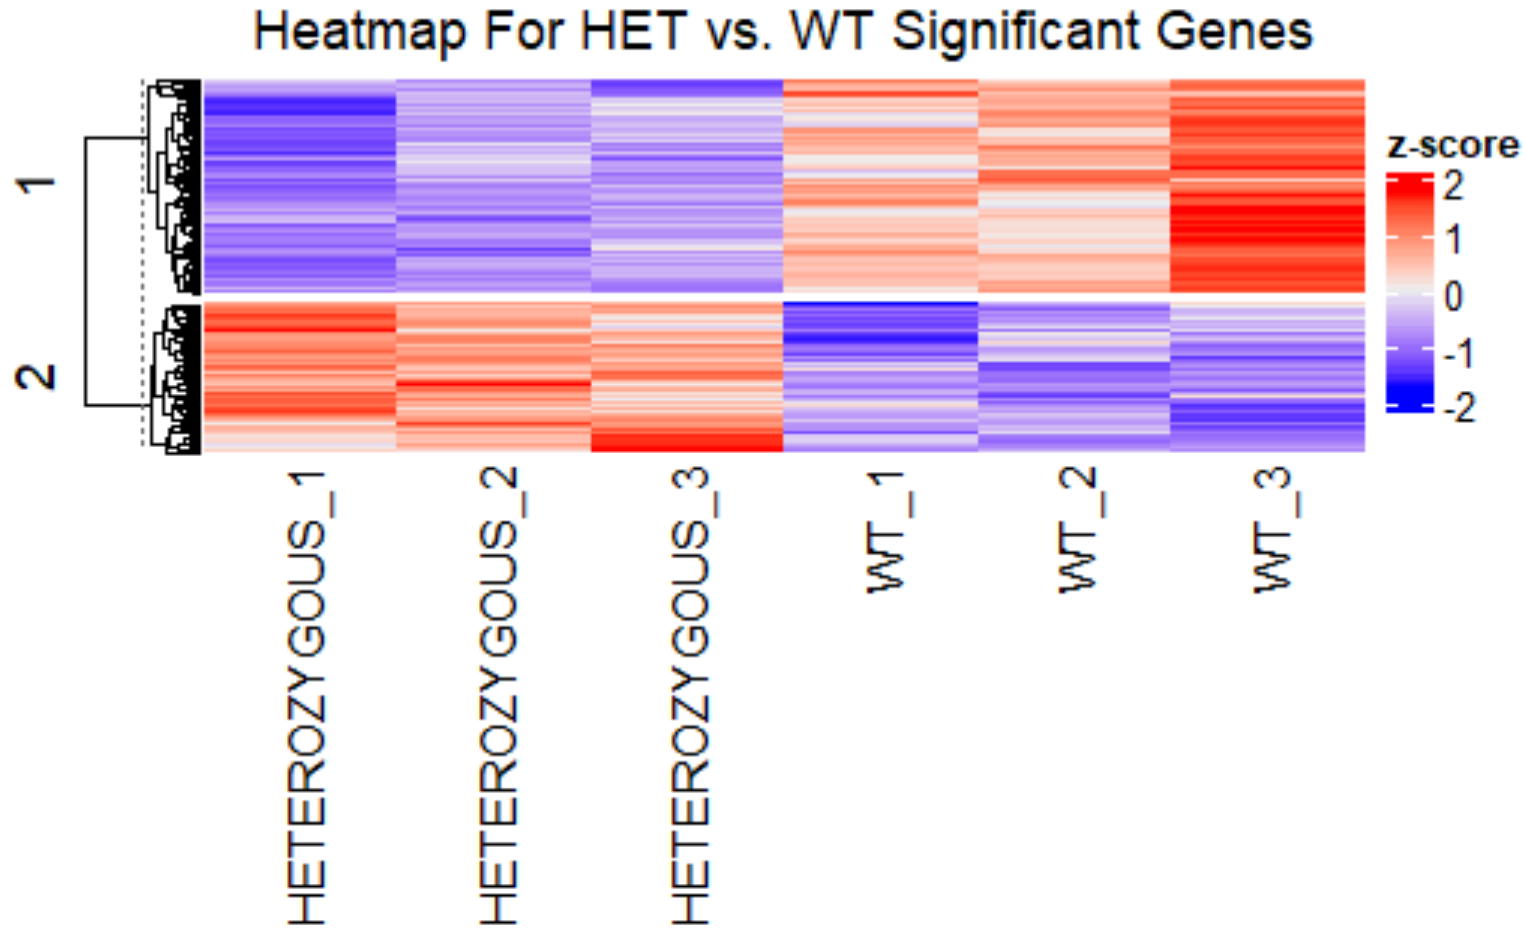 Heatmap For HET vs. WT Significant Genes
1
2
z-score
2
1
0
-1
-2
HETEROZYGOUS_1
HETEROZYGOUS_2
HETEROZYGOUS_3
WT_1
WT_2
WT_3